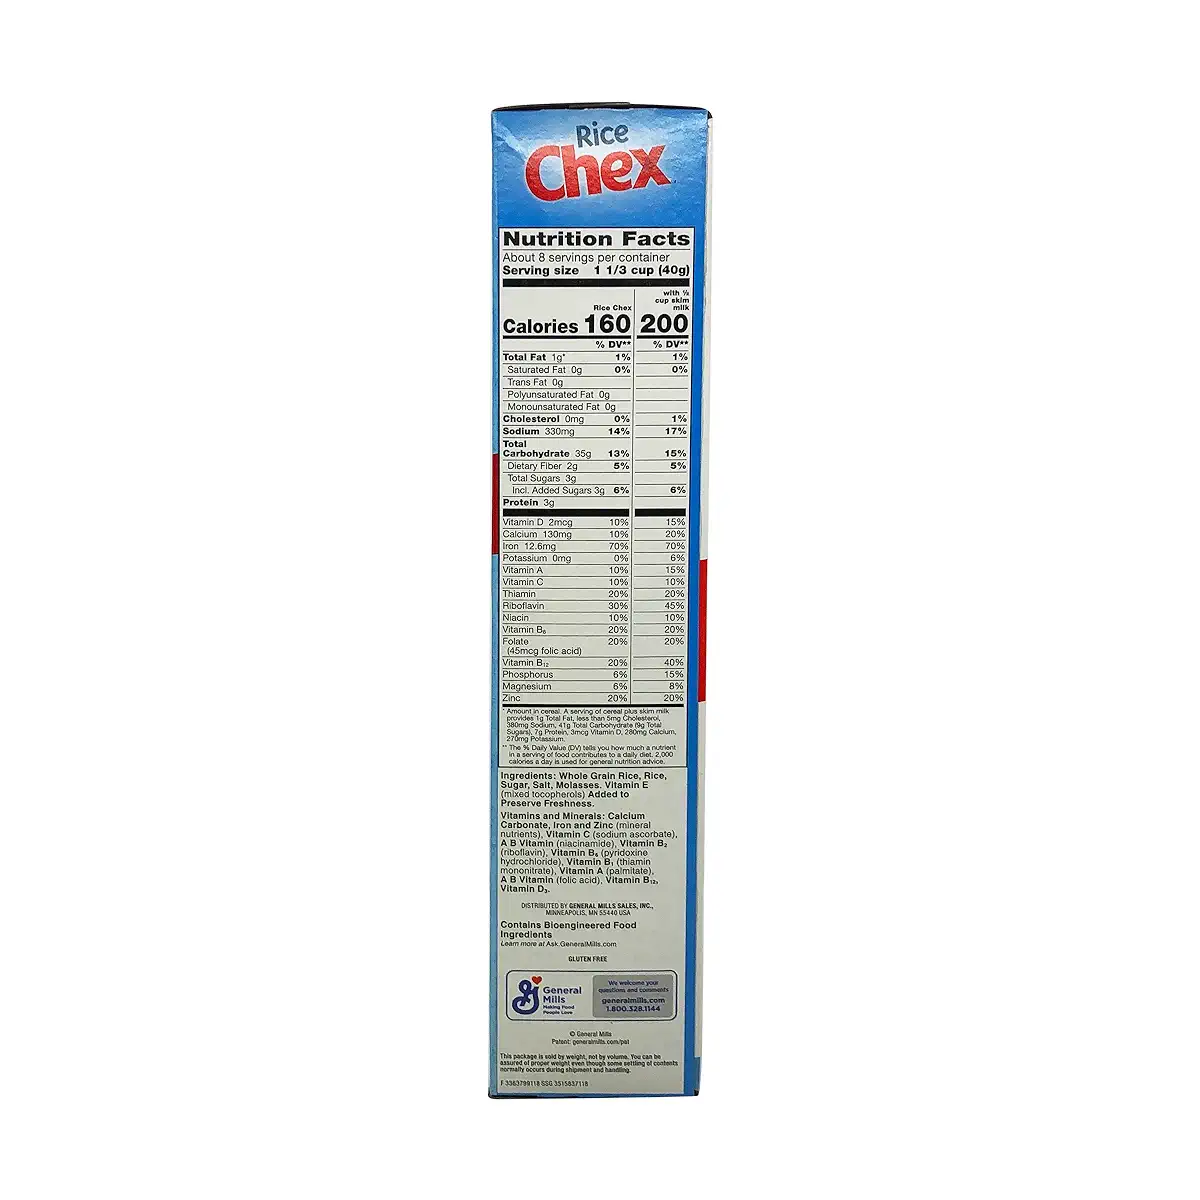 Rice
Chex
Nutrition Facts
About 8 servings per container
Serving size 1 1/3 cup (40g)
with ½
cup skim
Rice Chex milk
Calories 160 200
% DV** % DV**
Total Fat 1g* 1% 1%
Saturated Fat 0g 0% 0%
Trans Fat 0g
Polyunsaturated Fat 0g
Monounsaturated Fat 0g
Cholesterol 0mg 0% 1%
Sodium 330mg 14% 17%
Total
Carbohydrate 35g 13% 15%
Dietary Fiber 2g 5% 5%
Total Sugars 3g
Incl. Added Sugars 3g 6% 6%
Protein 3g
Vitamin D 2mcg 10% 15%
Calcium 130mg 10% 20%
Iron 12.6mg 70% 70%
Potassium 0mg 0% 6%
Vitamin A 10% 15%
Vitamin C 10% 10%
Thiamin 20% 20%
Riboflavin 30% 45%
Niacin 10% 10%
Vitamin B₆ 20% 20%
Folate 20% 20%
(45mcg folic acid)
Vitamin B₁₂ 20% 40%
Phosphorus 6% 15%
Magnesium 6% 8%
Zinc 20% 20%
* Amount in cereal. A serving of cereal plus skim milk
provides 1g Total Fat, less than 5mg Cholesterol,
380mg Sodium, 41g Total Carbohydrate (9g Total
Sugars), 7g Protein, 3mcg Vitamin D, 280mg Calcium,
270mg Potassium.
** The % Daily Value (DV) tells you how much a nutrient
in a serving of food contributes to a daily diet. 2,000
calories a day is used for general nutrition advice.
Ingredients: Whole Grain Rice, Rice,
Sugar, Salt, Molasses. Vitamin E
(mixed tocopherols) Added to
Preserve Freshness.
Vitamins and Minerals: Calcium
Carbonate, Iron and Zinc (mineral
nutrients), Vitamin C (sodium ascorbate),
A B Vitamin (niacinamide), Vitamin B₂
(riboflavin), Vitamin B₆ (pyridoxine
hydrochloride), Vitamin B₁ (thiamin
mononitrate), Vitamin A (palmitate),
A B Vitamin (folic acid), Vitamin B₁₂,
Vitamin D₃.
DISTRIBUTED BY GENERAL MILLS SALES, INC.,
MINNEAPOLIS, MN 55440 USA
Contains Bioengineered Food
Ingredients
Learn more at Ask.GeneralMills.com
GLUTEN FREE
General
Mills
Making Food
People Love
We welcome your
questions and comments
generalmills.com
1.800.328.1144
© General Mills
Patent: generalmills.com/pat
This package is sold by weight, not by volume. You can be
assured of proper weight even though some settling of contents
normally occurs during shipment and handling.
F 3383799118 SSG 3515837118